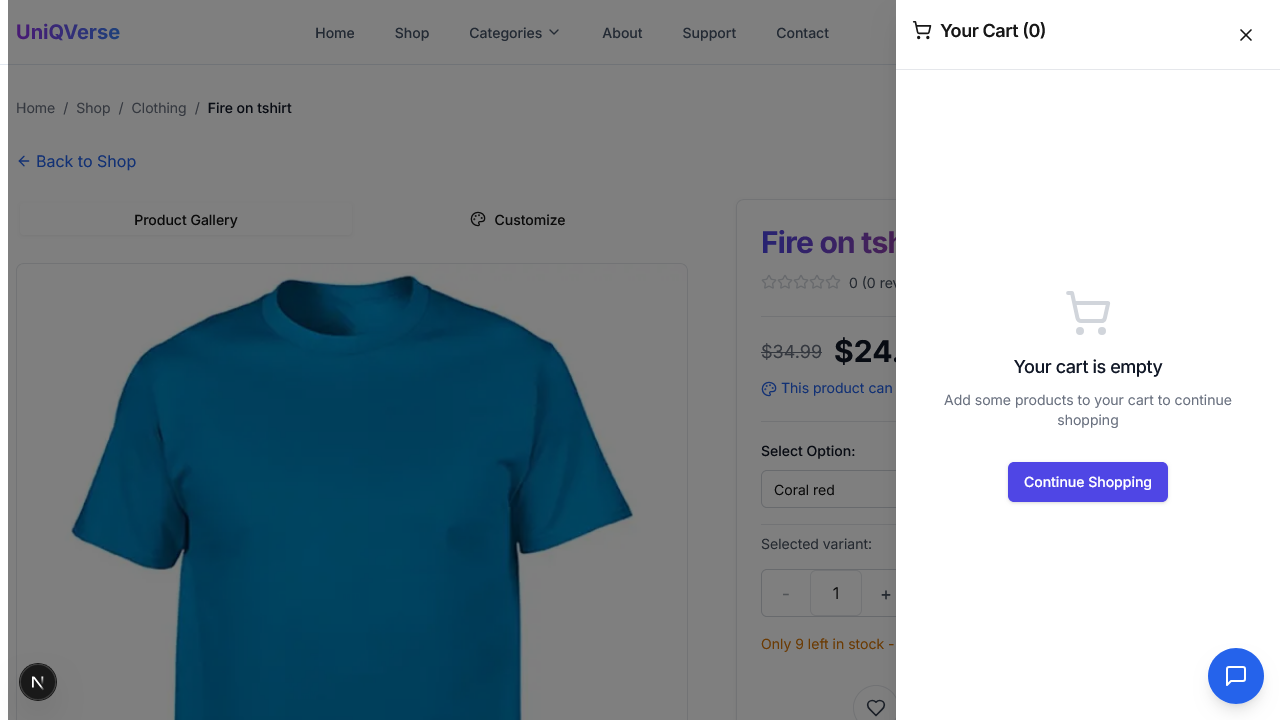 UniQVerse
Home
Shop
Categories
About
Support
Contact
Your Cart (0)
Home / Shop / Clothing / Fire on tshirt
Back to Shop
Product Gallery
Customize
Fire on tsh
0 (0 rev
$34.99 $24.
This product can
Select Option:
Coral red
Selected variant:
- 1 +
Only 9 left in stock -
Your cart is empty
Add some products to your cart to continue
shopping
Continue Shopping
N